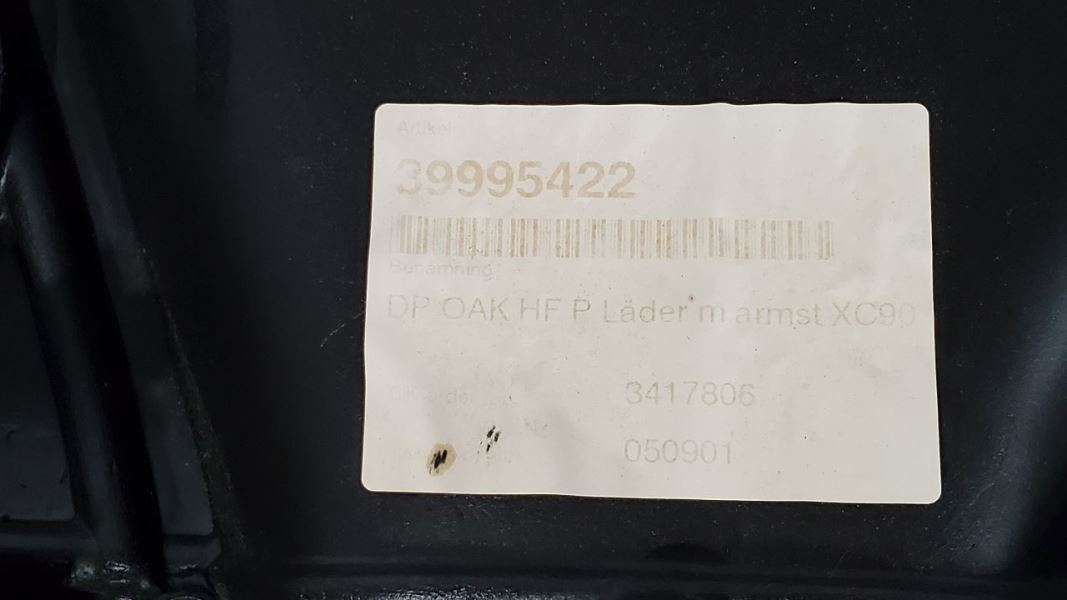 Artikel
39995422
Benämning
DP OAK HF P Läder m armst XC90
3417806
050901